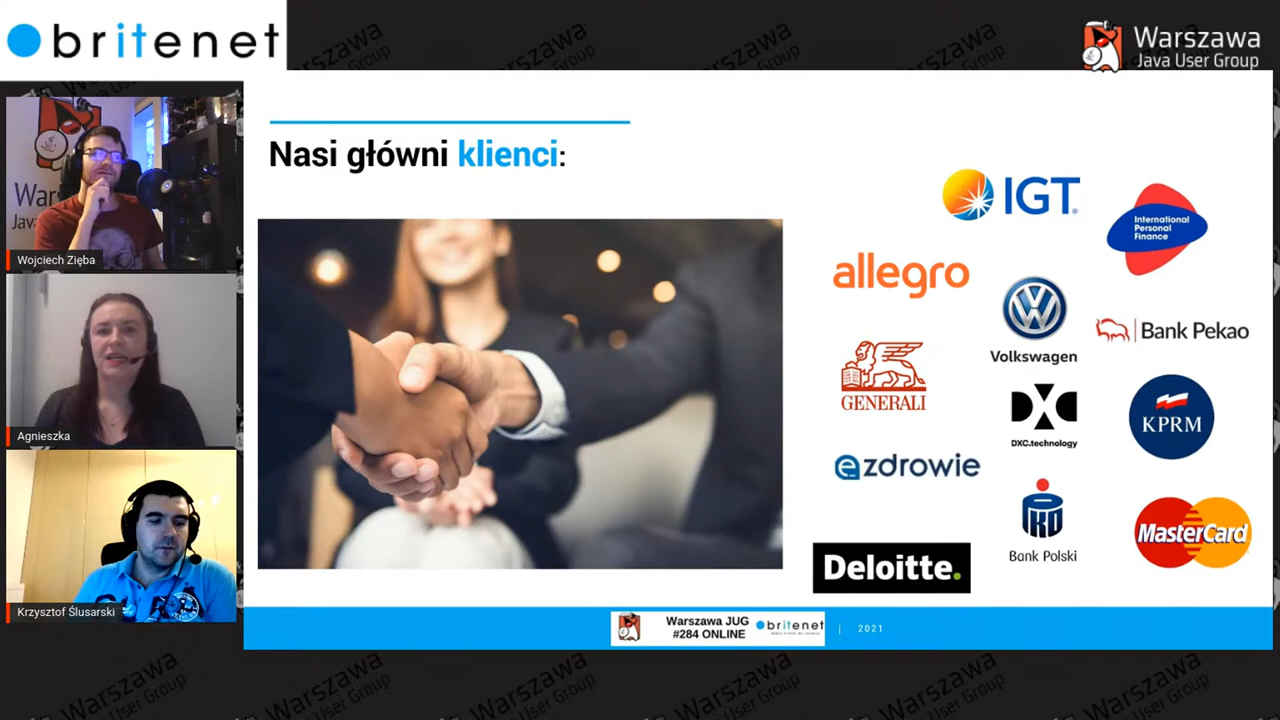 britenet
Warszawa
Java User Group
Nasi główni klienci:
Wojciech Zięba
Agnieszka
Krzysztof Ślusarski
IGT
International
Personal
Finance
allegro
Volkswagen
Bank Pekao
GENERALI
DXC.technology
KPRM
ezdrowie
Bank Polski
MasterCard
Deloitte.
Warszawa JUG
#284 ONLINE
britenet
| 2021